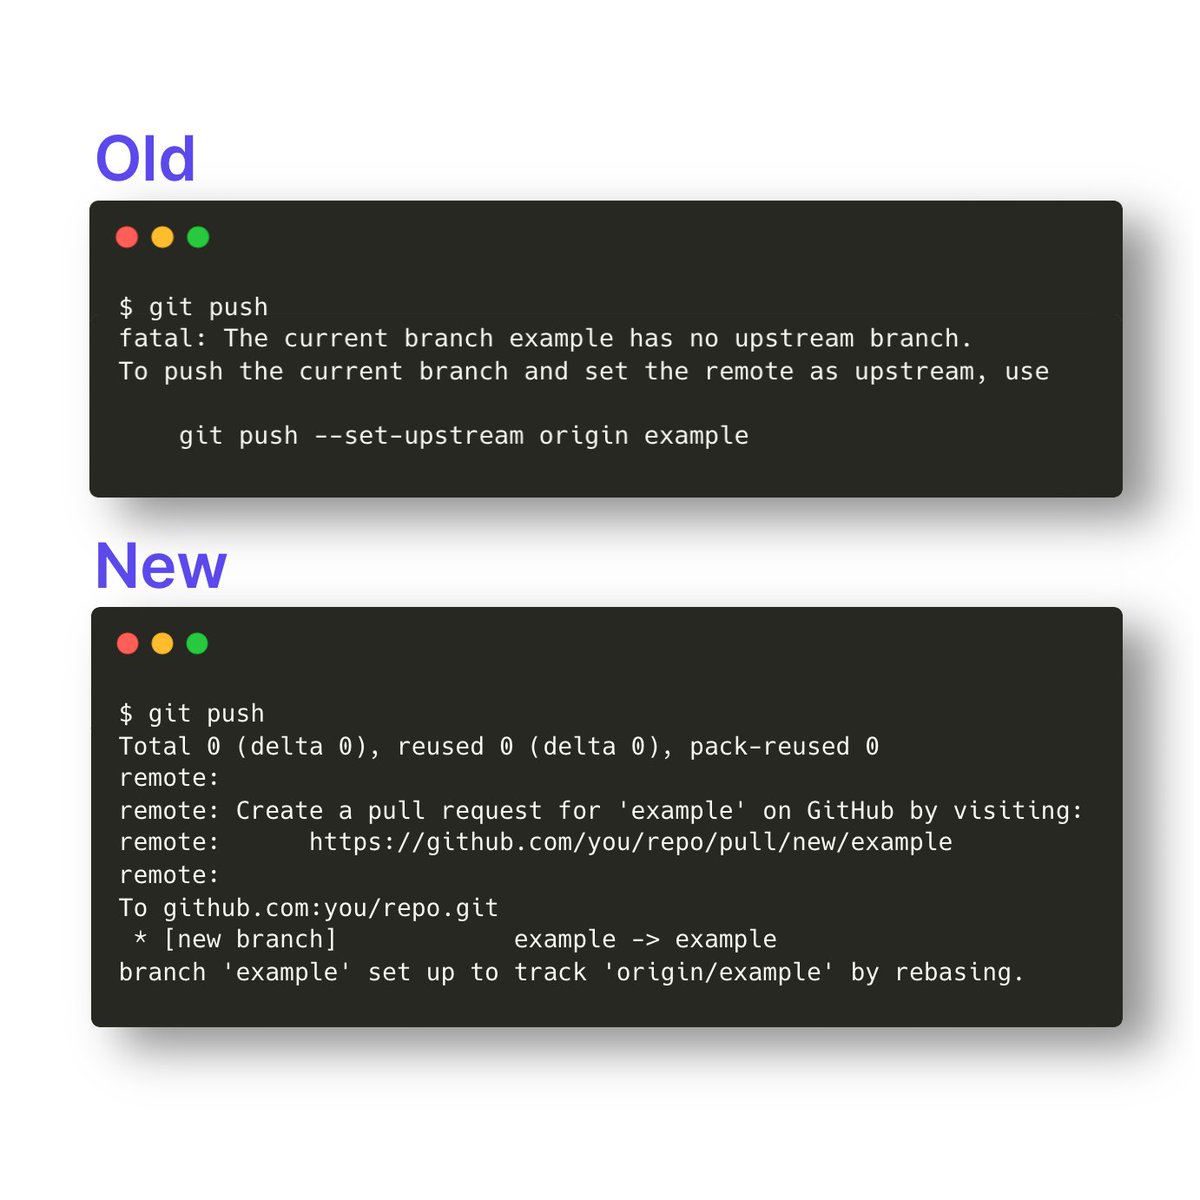 Old
$ git push
fatal: The current branch example has no upstream branch.
To push the current branch and set the remote as upstream, use
git push --set-upstream origin example
New
$ git push
Total 0 (delta 0), reused 0 (delta 0), pack-reused 0
remote:
remote: Create a pull request for 'example' on GitHub by visiting:
remote:      https://github.com/you/repo/pull/new/example
remote:
To github.com:you/repo.git
 * [new branch]            example -> example
branch 'example' set up to track 'origin/example' by rebasing.